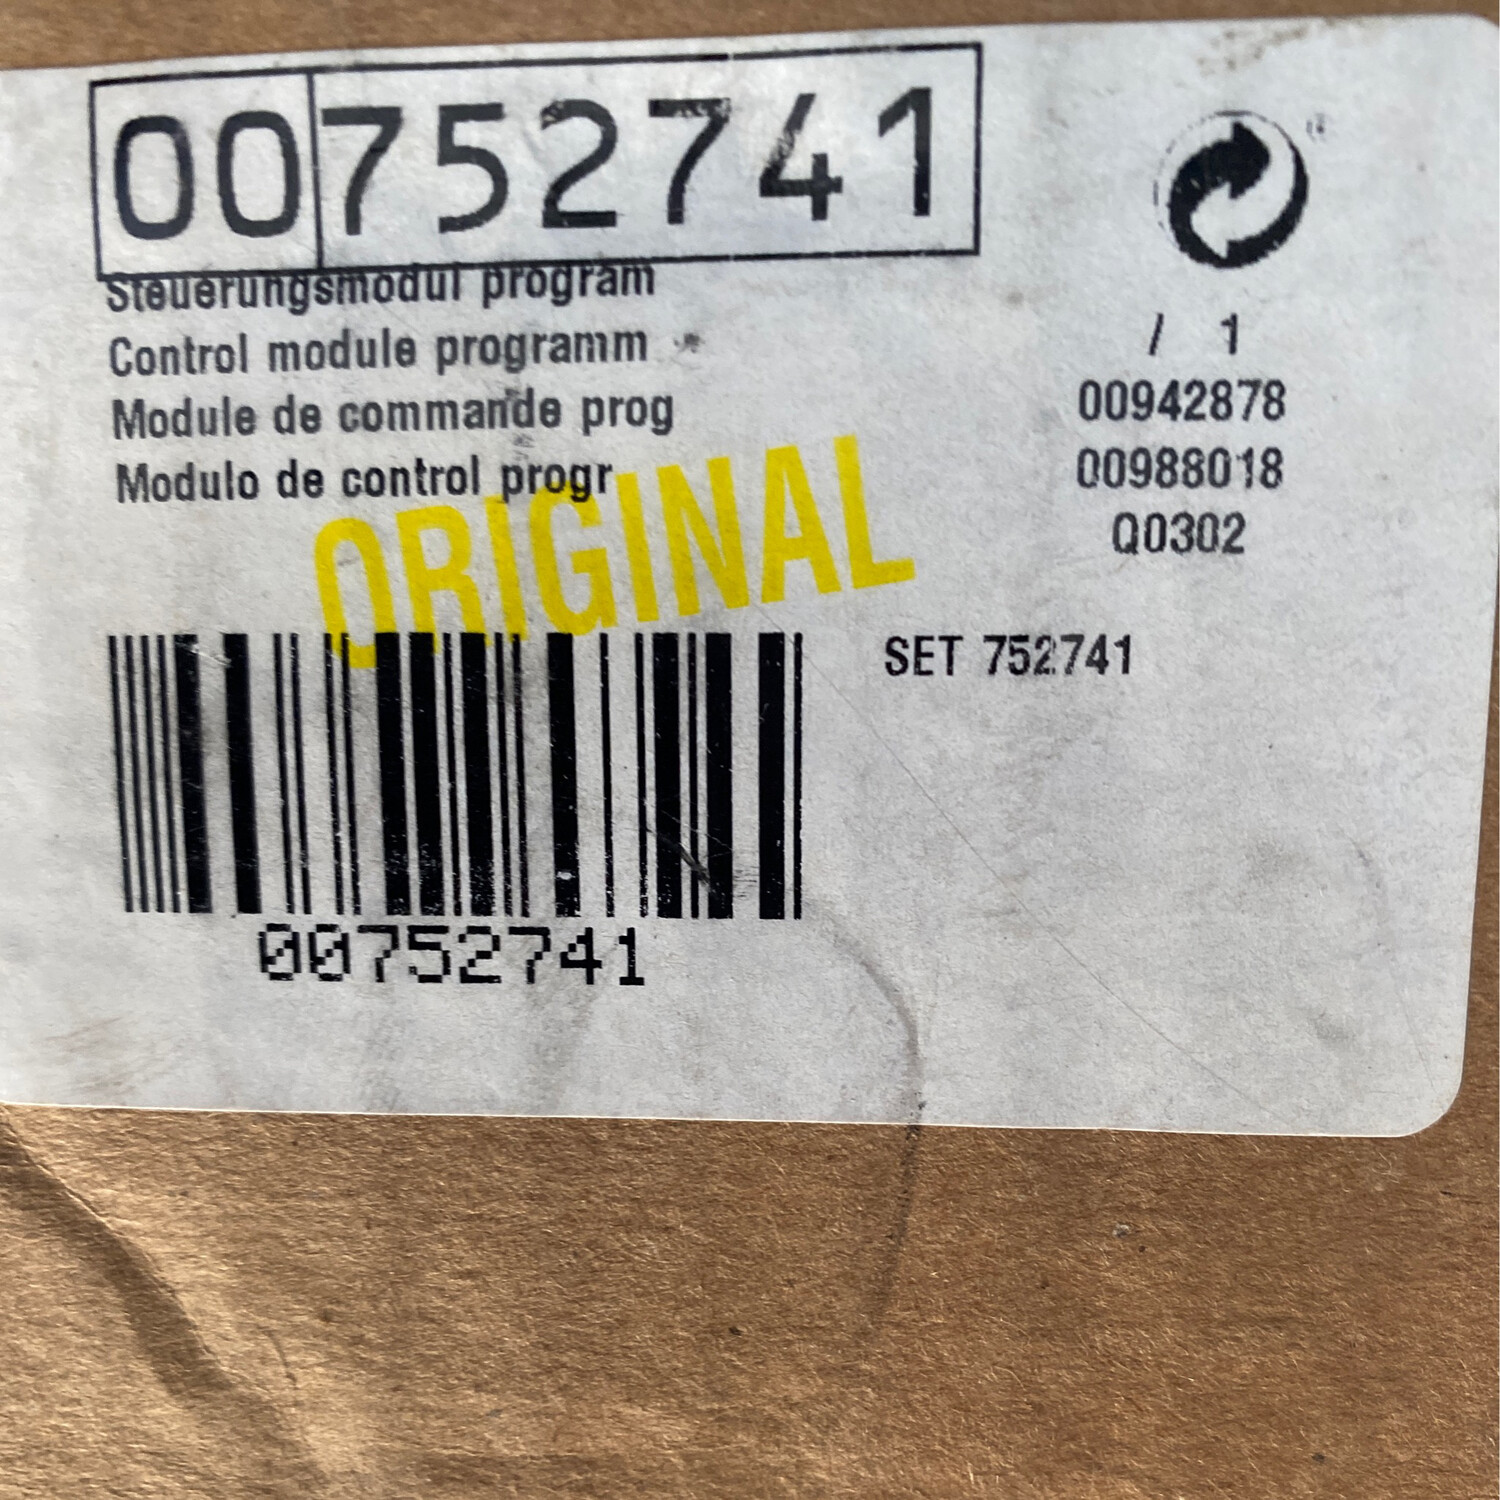 00752741
Steuerungsmodul program
Control module programm
Module de commande prog
Modulo de control progr
ORIGINAL
/ 1
00942878
00988018
Q0302
SET 752741
00752741